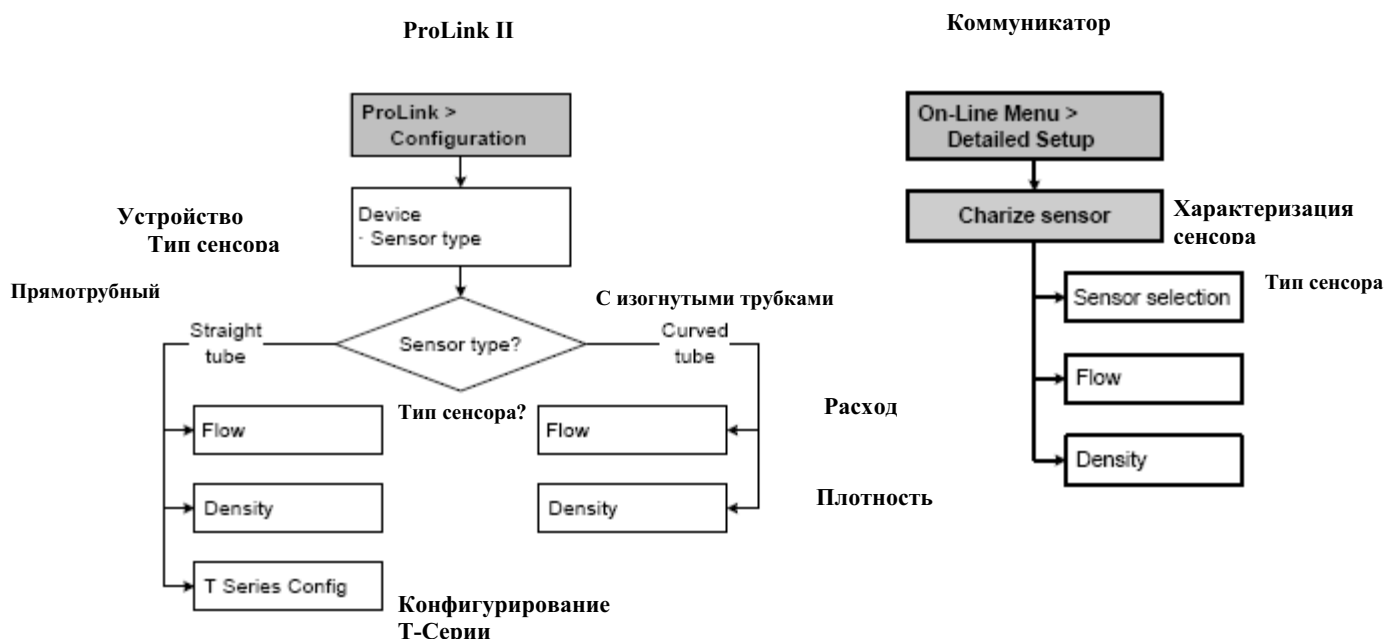 ProLink II
Коммуникатор
ProLink >
Configuration
On-Line Menu >
Detailed Setup
Устройство
Тип сенсора
Device
· Sensor type
Charize sensor
Характеризация
сенсора
Прямотрубный
С изогнутыми трубками
Sensor selection
Тип сенсора
Straight
tube
Sensor type?
Curved
tube
Тип сенсора?
Расход
Flow
Flow
Flow
Density
Плотность
Density
Density
T Series Config
Конфигурирование
Т-Серии